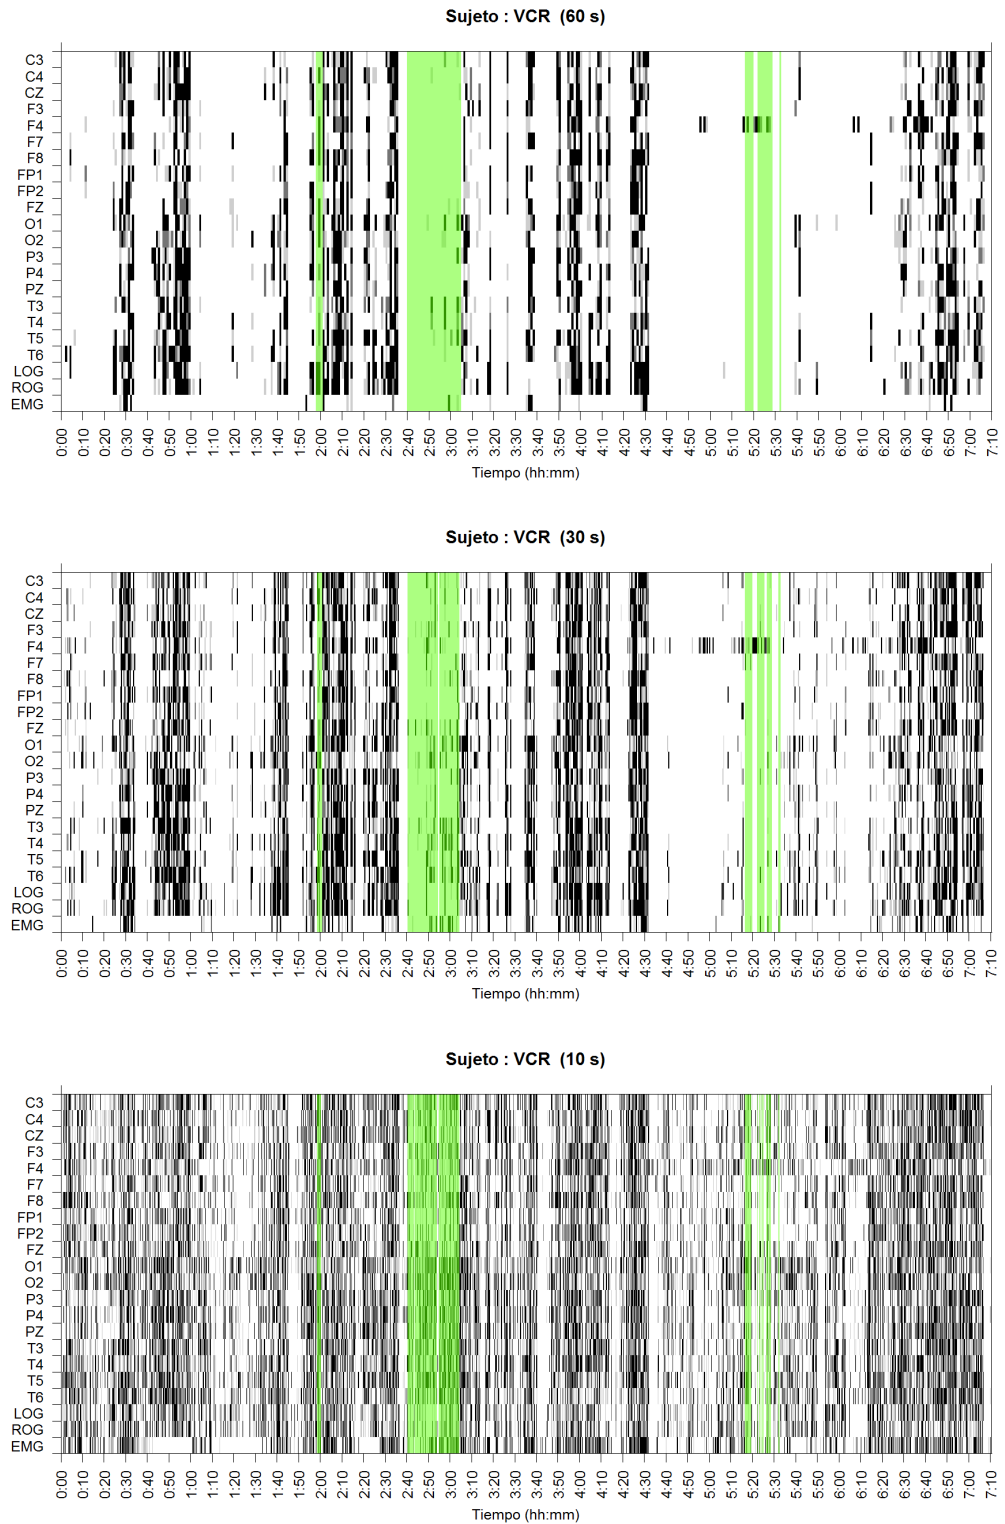 Sujeto : VCR (60 s)
C3
C4
CZ
F3
F4
F7
F8
FP1
FP2
FZ
O1
O2
P3
P4
PZ
T3
T4
T5
T6
LOG
ROG
EMG
0:00 0:10 0:20 0:30 0:40 0:50 1:00 1:10 1:20 1:30 1:40 1:50 2:00 2:10 2:20 2:30 2:40 2:50 3:00 3:10 3:20 3:30 3:40 3:50 4:00 4:10 4:20 4:30 4:40 4:50 5:00 5:10 5:20 5:30 5:40 5:50 6:00 6:10 6:20 6:30 6:40 6:50 7:00 7:10
Tiempo (hh:mm)
Sujeto : VCR (30 s)
C3
C4
CZ
F3
F4
F7
F8
FP1
FP2
FZ
O1
O2
P3
P4
PZ
T3
T4
T5
T6
LOG
ROG
EMG
0:00 0:10 0:20 0:30 0:40 0:50 1:00 1:10 1:20 1:30 1:40 1:50 2:00 2:10 2:20 2:30 2:40 2:50 3:00 3:10 3:20 3:30 3:40 3:50 4:00 4:10 4:20 4:30 4:40 4:50 5:00 5:10 5:20 5:30 5:40 5:50 6:00 6:10 6:20 6:30 6:40 6:50 7:00 7:10
Tiempo (hh:mm)
Sujeto : VCR (10 s)
C3
C4
CZ
F3
F4
F7
F8
FP1
FP2
FZ
O1
O2
P3
P4
PZ
T3
T4
T5
T6
LOG
ROG
EMG
0:00 0:10 0:20 0:30 0:40 0:50 1:00 1:10 1:20 1:30 1:40 1:50 2:00 2:10 2:20 2:30 2:40 2:50 3:00 3:10 3:20 3:30 3:40 3:50 4:00 4:10 4:20 4:30 4:40 4:50 5:00 5:10 5:20 5:30 5:40 5:50 6:00 6:10 6:20 6:30 6:40 6:50 7:00 7:10
Tiempo (hh:mm)